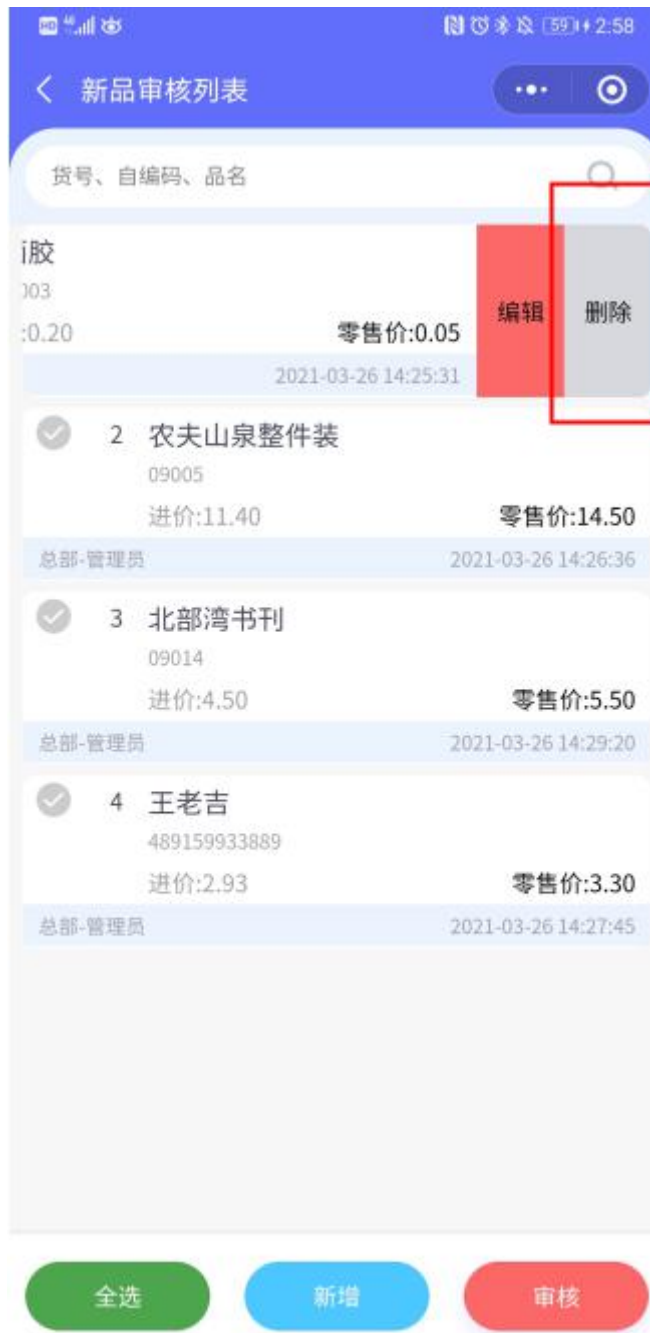 HD 46 59 2:58
新品审核列表
货号、自编码、品名
胶
003
:0.20 零售价:0.05
2021-03-26 14:25:31
编辑 删除
2 农夫山泉整件装
09005
进价:11.40 零售价:14.50
总部-管理员 2021-03-26 14:26:36
3 北部湾书刊
09014
进价:4.50 零售价:5.50
总部-管理员 2021-03-26 14:29:20
4 王老吉
489159933889
进价:2.93 零售价:3.30
总部-管理员 2021-03-26 14:27:45
全选 新增 审核